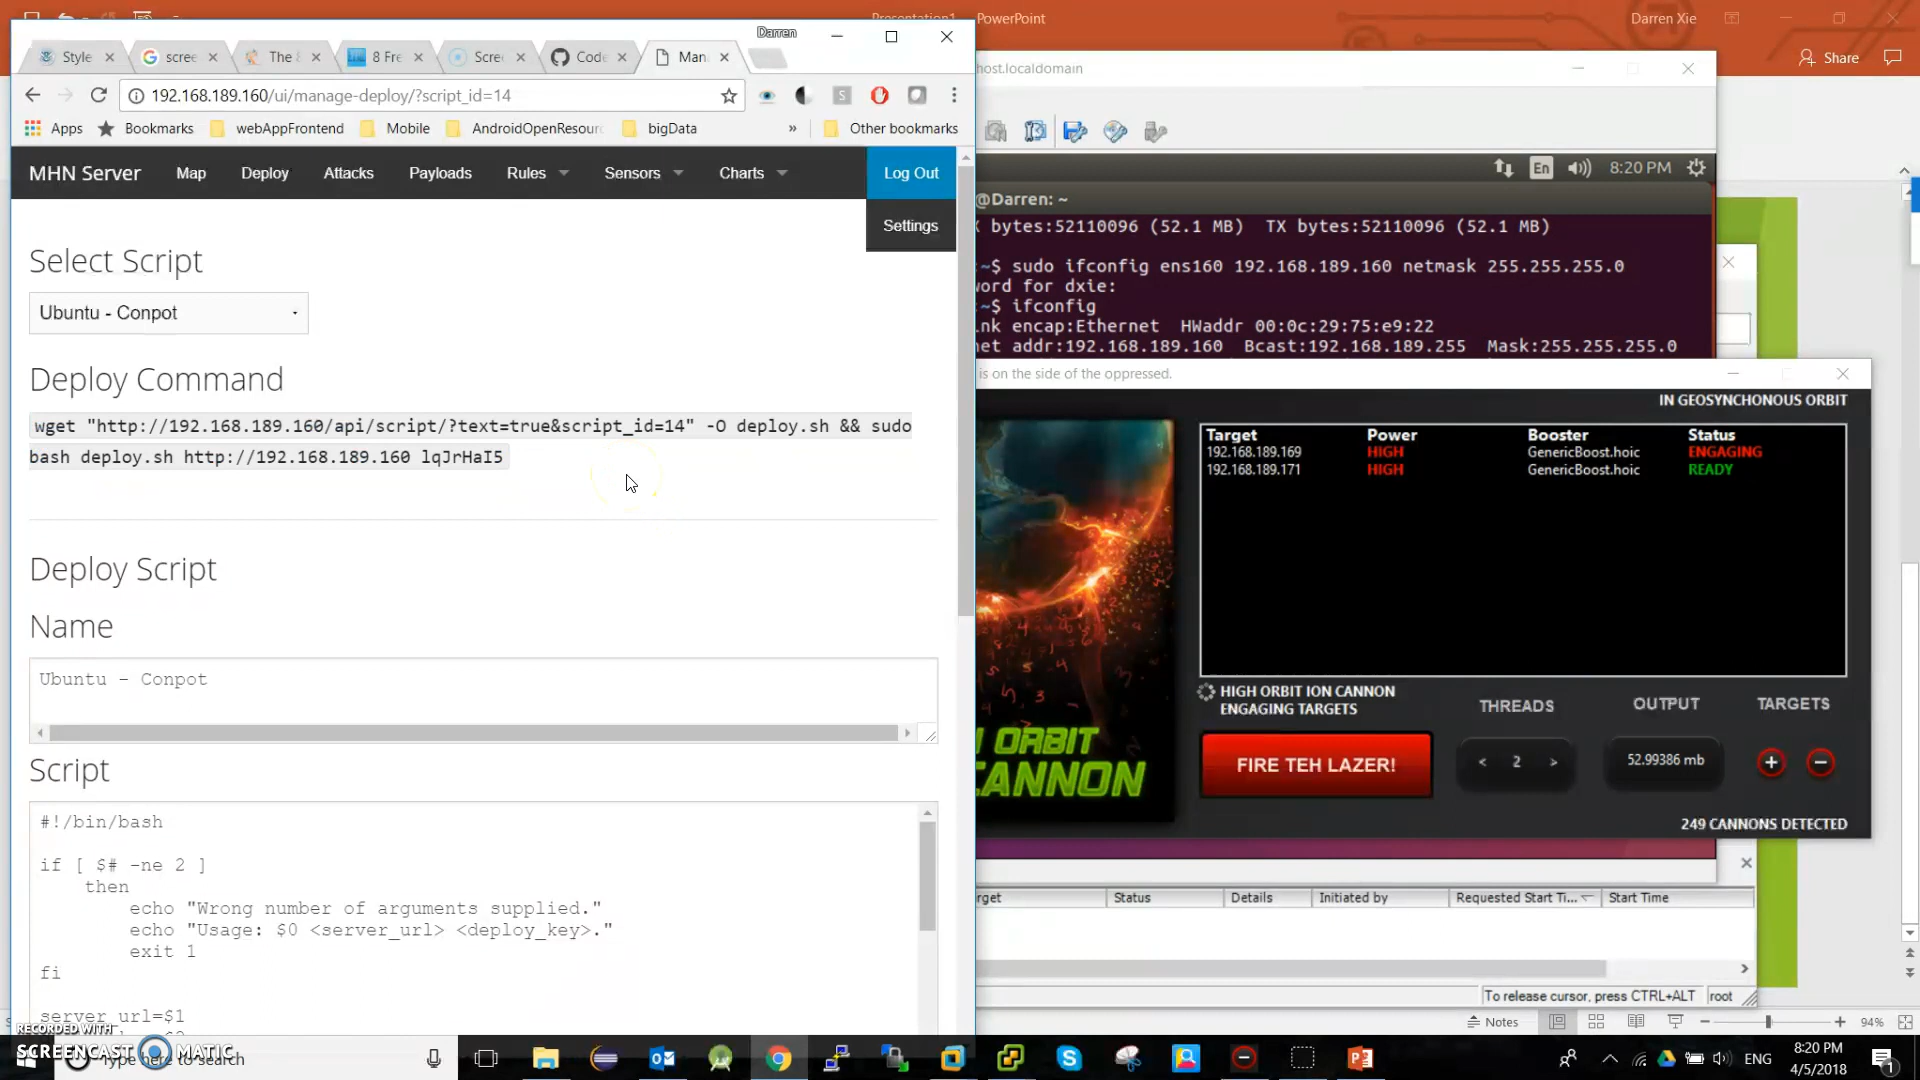 Presentation1 PowerPoint
Darren Xie
Share
Darren
Style
scree
The
8 Fre
Scre
Code
Man
192.168.189.160/ui/manage-deploy/?script_id=14
Apps
Bookmarks
webAppFrontend
Mobile
AndroidOpenResour
bigData
»
Other bookmarks
MHN Server
Map
Deploy
Attacks
Payloads
Rules
Sensors
Charts
Log Out
Settings
Select Script
Ubuntu - Conpot
Deploy Command
wget "http://192.168.189.160/api/script/?text=true&script_id=14" -O deploy.sh && sudo
bash deploy.sh http://192.168.189.160 lqJrHaI5
Deploy Script
Name
Ubuntu - Conpot
Script
#!/bin/bash
if [ $# -ne 2 ]
then
echo "Wrong number of arguments supplied."
echo "Usage: $0 <server_url> <deploy_key>."
exit 1
fi
server_url=$1
host.localdomain
En
8:20 PM
@Darren: ~
X bytes:52110096 (52.1 MB) TX bytes:52110096 (52.1 MB)
:~$ sudo ifconfig ens160 192.168.189.160 netmask 255.255.255.0
word for dxie:
:~$ ifconfig
nk encap:Ethernet HWaddr 00:0c:29:75:e9:22
net addr:192.168.189.160 Bcast:192.168.189.255 Mask:255.255.255.0
is on the side of the oppressed.
IN GEOSYNCHONOUS ORBIT
Target Power Booster Status
192.168.189.169 HIGH GenericBoost.hoic ENGAGING
192.168.189.171 HIGH GenericBoost.hoic READY
ORBIT
CANNON
HIGH ORBIT ION CANNON
ENGAGING TARGETS
THREADS
OUTPUT
TARGETS
FIRE TEH LAZER!
< 2 >
52.99386 mb
+ −
249 CANNONS DETECTED
rget
Status
Details
Initiated by
Requested Start Ti...
Start Time
To release cursor, press CTRL+ALT
root
Notes
94%
RECORDED WITH
SCREENCAST MATIC
Type here to search
ENG
8:20 PM
4/5/2018
1